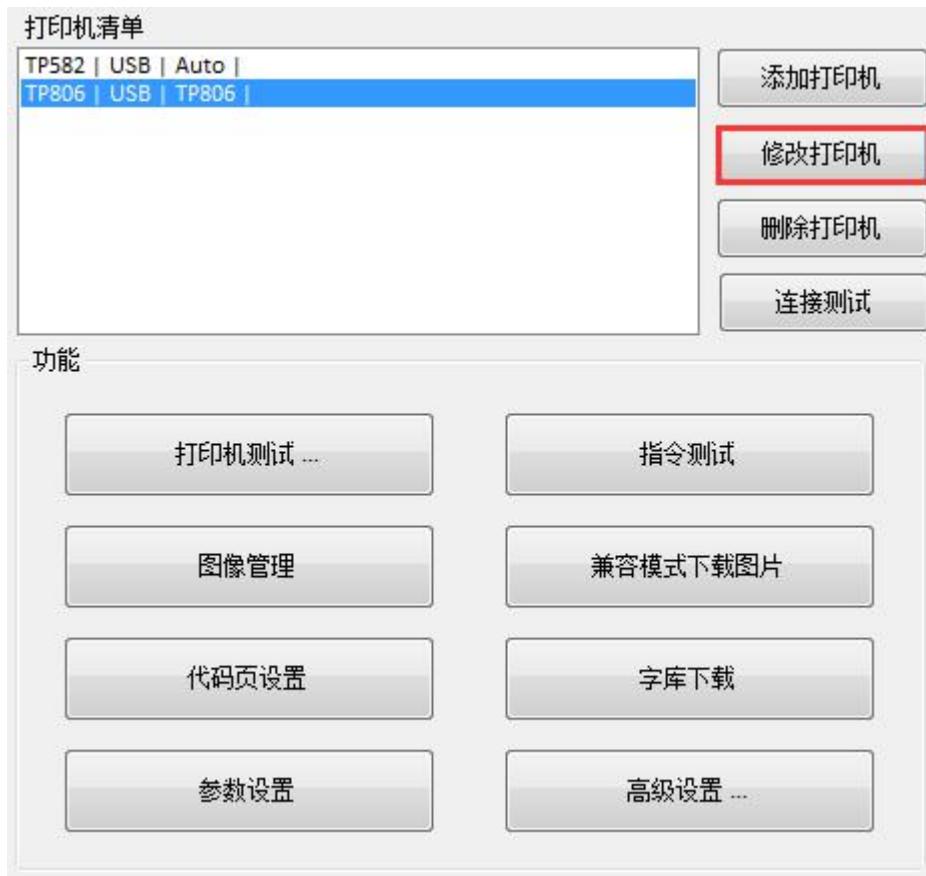 打印机清单
TP582 | USB | Auto |
TP806 | USB | TP806 |
添加打印机
修改打印机
删除打印机
连接测试
功能
打印机测试 ...
指令测试
图像管理
兼容模式下载图片
代码页设置
字库下载
参数设置
高级设置 ...